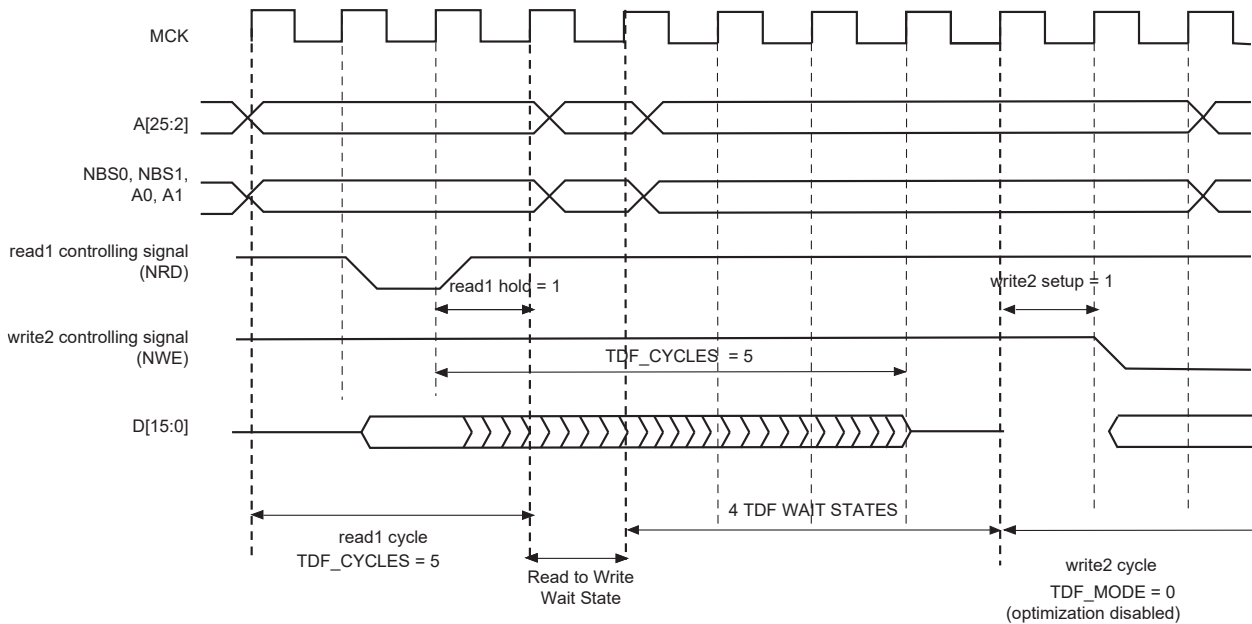 MCK
A[25:2]
NBS0, NBS1,
A0, A1
read1 controlling signal
(NRD)
read1 hold = 1
write2 setup = 1
write2 controlling signal
(NWE)
TDF_CYCLES = 5
D[15:0]
4 TDF WAIT STATES
read1 cycle
TDF_CYCLES = 5
Read to Write
Wait State
write2 cycle
TDF_MODE = 0
(optimization disabled)